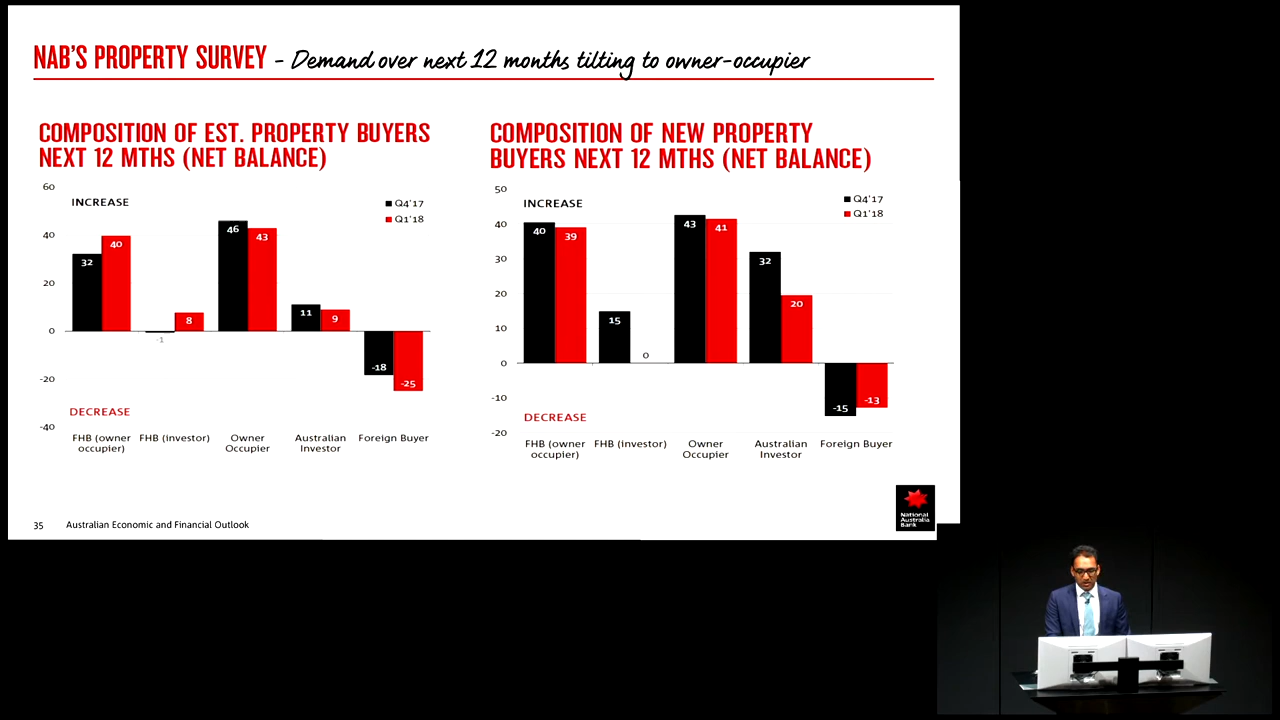 NAB'S PROPERTY SURVEY - Demand over next 12 months tilting to owner-occupier
COMPOSITION OF EST. PROPERTY BUYERS
NEXT 12 MTHS (NET BALANCE)
60
INCREASE
Q4'17
Q1'18
40
20
0
-20
-40
32
40
-1
8
46
43
11
9
-18
-25
DECREASE
FHB (owner occupier)
FHB (investor)
Owner Occupier
Australian Investor
Foreign Buyer
COMPOSITION OF NEW PROPERTY
BUYERS NEXT 12 MTHS (NET BALANCE)
50
INCREASE
Q4'17
Q1'18
40
30
20
10
0
-10
-20
40
39
15
0
43
41
32
20
-15
-13
DECREASE
FHB (owner occupier)
FHB (investor)
Owner Occupier
Australian Investor
Foreign Buyer
35 Australian Economic and Financial Outlook
National
Australia
Bank